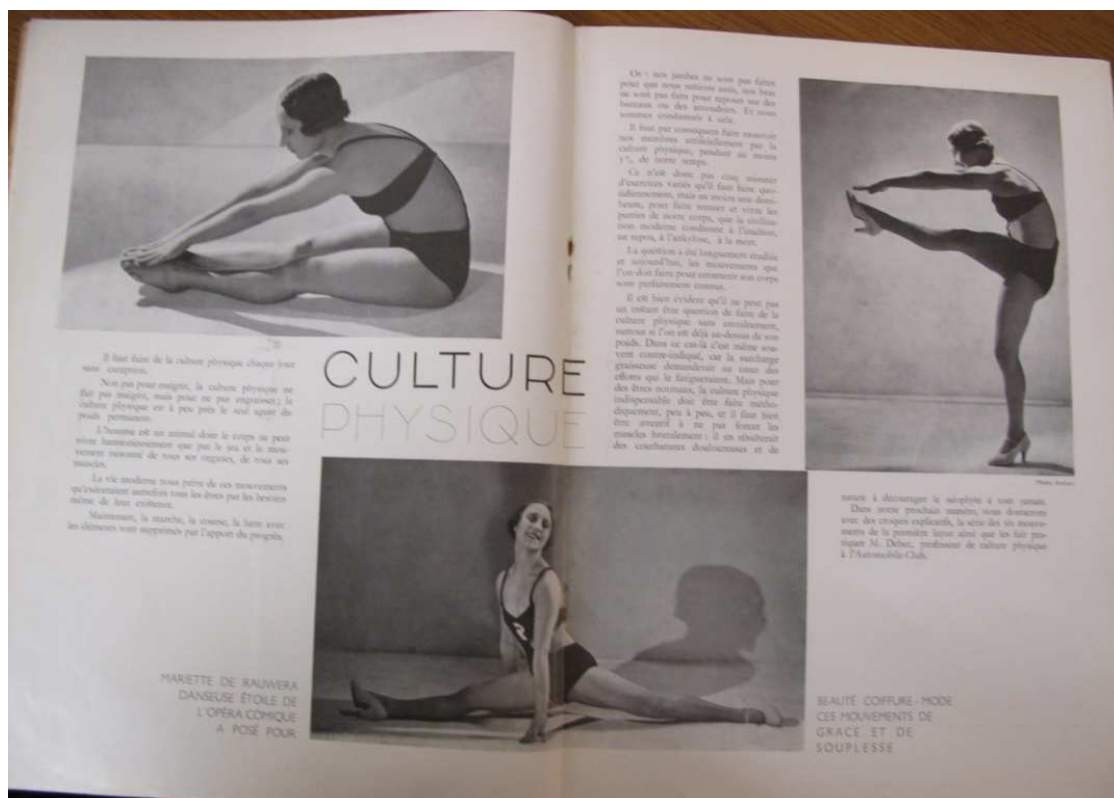 CULTURE
PHYSIQUE
Il faut faire de la culture physique chaque jour
sans exception.
Non pas pour maigrir, la culture physique ne
fait pas maigrir, mais pour ne pas engraisser ; la
culture physique est à peu près le seul agent du
poids permanent.
L'homme est un animal dont le corps ne peut
vivre harmonieusement que par le jeu et le mou-
vement raisonné de tous ses organes, de tous ses
muscles.
La vie moderne nous prive de ces mouvements
qu'exécutaient autrefois tous les êtres par les besoins
même de leur existence.
Maintenant, la marche, la course, la lutte avec
les éléments sont supprimés par l'apport du progrès.
Or : nos jambes ne sont pas faites
pour que nous restions assis, nos bras
ne sont pas faits pour reposer sur des
bureaux ou des accoudoirs. Et nous
sommes condamnés à cela.
Il faut par conséquent faire mouvoir
nos membres artificiellement par la
culture physique, pendant au moins
% de notre temps.
Ce n'est donc pas cinq minutes
d'exercices variés qu'il faut faire quo-
tidiennement, mais au moins une demi-
heure, pour faire remuer et vivre les
parties de notre corps, que la civilisa-
tion moderne condamne à l'inaction,
au repos, à l'ankylose, à la mort.
La question a été longuement étudiée
et aujourd'hui, les mouvements que
l'on doit faire pour entretenir son corps
sont parfaitement connus.
Il est bien évident qu'il ne peut pas
un instant être question de faire de la
culture physique sans entraînement,
surtout si l'on est déjà au-dessus de son
poids. Dans ce cas-là c'est même sou-
vent contre-indiqué, car la surcharge
graisseuse demanderait au cœur des
efforts qui le fatigueraient. Mais pour
des êtres normaux, la culture physique
indispensable doit être faite métho-
diquement, peu à peu, et il faut bien
être attentif à ne pas forcer les
muscles brutalement : il en résulterait
des courbatures douloureuses et de
nature à décourager le néophyte à tout jamais.
Dans notre prochain numéro, nous donnerons
avec des croquis explicatifs, la série des six mouve-
ments de la première leçon ainsi que les fait pra-
tiquer M. professeur de culture physique
à l'Automobile-Club.
MARIETTE DE RAUWERA
DANSEUSE ÉTOILE DE
L'OPÉRA COMIQUE
A POSÉ POUR
BEAUTÉ COIFFURE - MODE
CES MOUVEMENTS DE
GRACE ET DE
SOUPLESSE